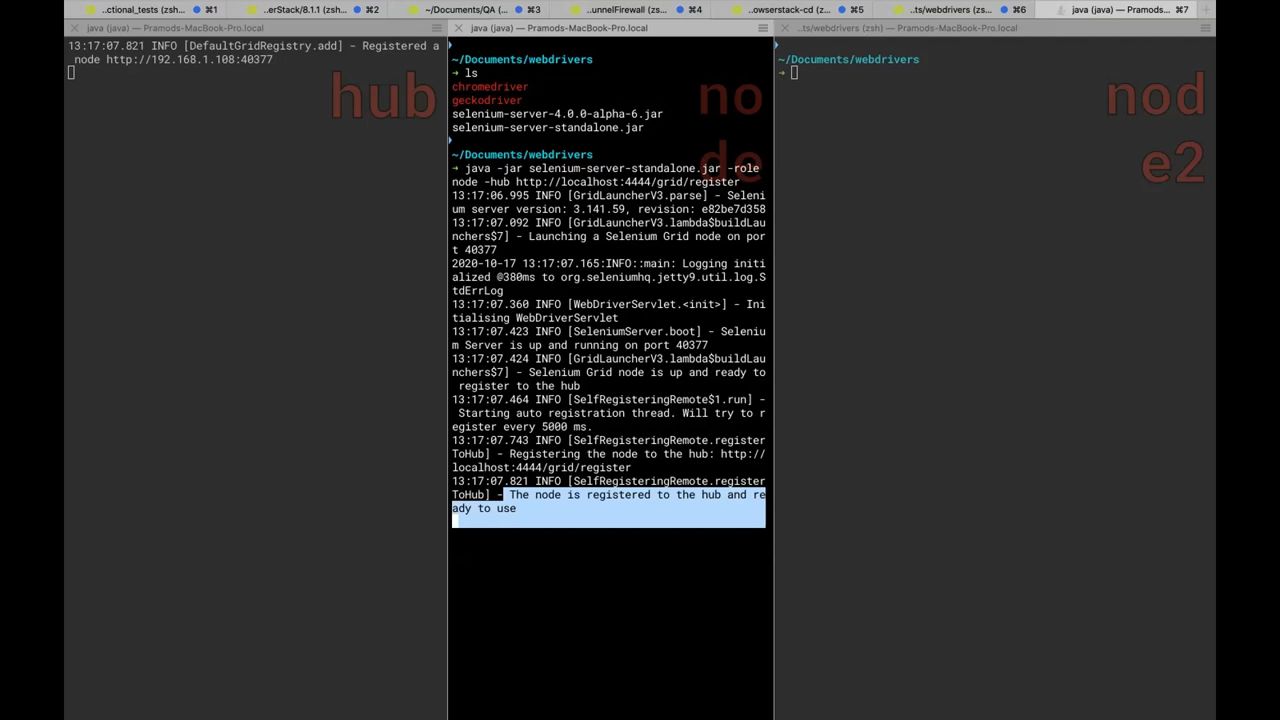 ..ctional_tests (zsh... ⌘1
..erStack/8.1.1 (zsh... ⌘2
~/Documents/QA (... ⌘3
..unnelFirewall (zs... ⌘4
..owserstack-cd (z... ⌘5
..ts/webdrivers (z... ⌘6
java (java) — Pramods... ⌘7
java (java) — Pramods-MacBook-Pro.local
13:17:07.821 INFO [DefaultGridRegistry.add] - Registered a
 node http://192.168.1.108:40377
hub
java (java) — Pramods-MacBook-Pro.local
~/Documents/webdrivers
→ ls
chromedriver
geckodriver
selenium-server-4.0.0-alpha-6.jar
selenium-server-standalone.jar
~/Documents/webdrivers
→ java -jar selenium-server-standalone.jar -role
node -hub http://localhost:4444/grid/register
13:17:06.995 INFO [GridLauncherV3.parse] - Seleni
um server version: 3.141.59, revision: e82be7d358
13:17:07.092 INFO [GridLauncherV3.lambda$buildLau
nchers$7] - Launching a Selenium Grid node on por
t 40377
2020-10-17 13:17:07.165:INFO::main: Logging initi
alized @380ms to org.seleniumhq.jetty9.util.log.S
tdErrLog
13:17:07.360 INFO [WebDriverServlet.<init>] - Ini
tialising WebDriverServlet
13:17:07.423 INFO [SeleniumServer.boot] - Seleniu
m Server is up and running on port 40377
13:17:07.424 INFO [GridLauncherV3.lambda$buildLau
nchers$7] - Selenium Grid node is up and ready to
 register to the hub
13:17:07.464 INFO [SelfRegisteringRemote$1.run] -
 Starting auto registration thread. Will try to r
egister every 5000 ms.
13:17:07.743 INFO [SelfRegisteringRemote.register
ToHub] - Registering the node to the hub: http://
localhost:4444/grid/register
13:17:07.821 INFO [SelfRegisteringRemote.register
ToHub] - The node is registered to the hub and re
ady to use
no
de
..ts/webdrivers (zsh) — Pramods-MacBook-Pro.local
~/Documents/webdrivers
→
nod
e2